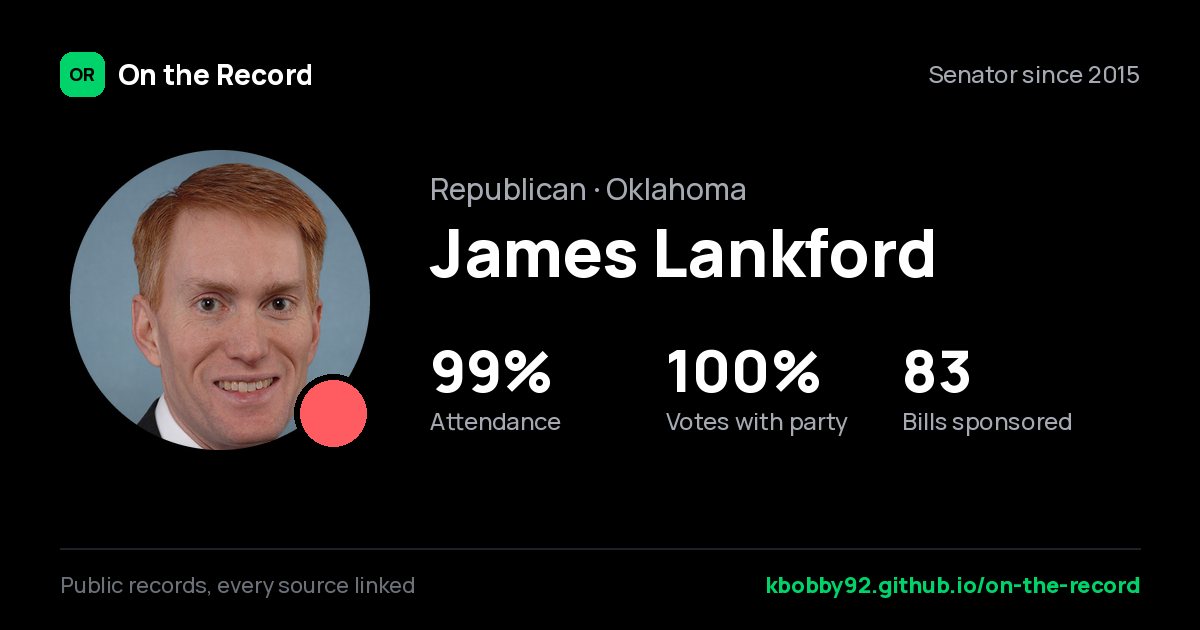 OR On the Record
Senator since 2015
Republican · Oklahoma
James Lankford
99% 100% 83
Attendance Votes with party Bills sponsored
Public records, every source linked
kbobby92.github.io/on-the-record